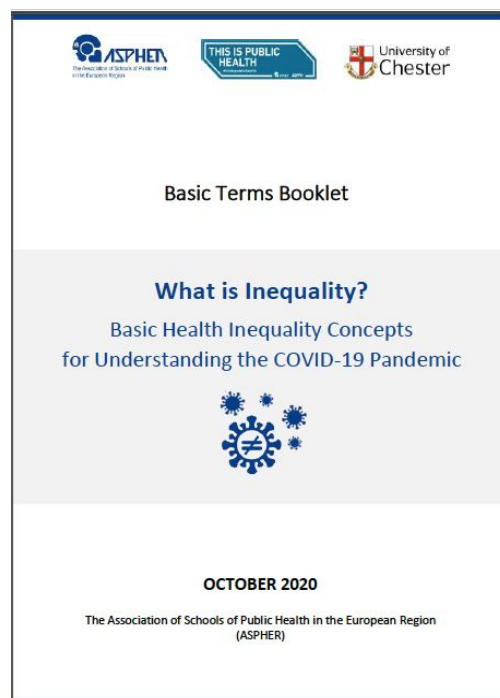 ASPHER
The Association of Schools of Public Health
in the European Region
THIS IS PUBLIC
HEALTH
University of
Chester
Basic Terms Booklet
What is Inequality?
Basic Health Inequality Concepts
for Understanding the COVID-19 Pandemic
≠
OCTOBER 2020
The Association of Schools of Public Health in the European Region
(ASPHER)